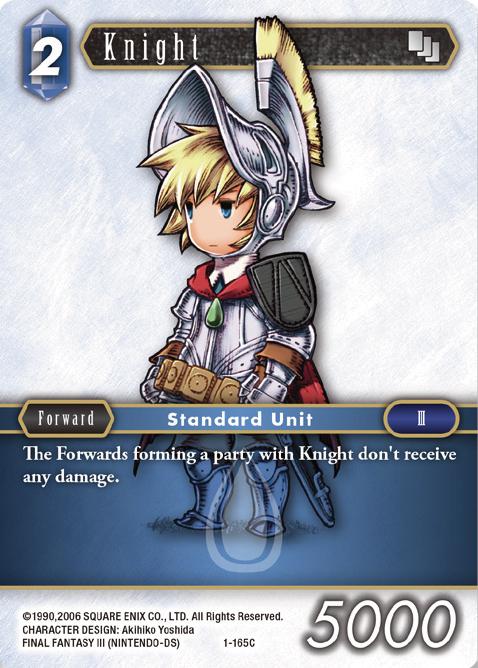 2
Knight
Forward
Standard Unit
III
The Forwards forming a party with Knight don't receive
any damage.
©1990,2006 SQUARE ENIX CO., LTD. All Rights Reserved.
CHARACTER DESIGN: Akihiko Yoshida
FINAL FANTASY III (NINTENDO-DS)
1-165C
5000